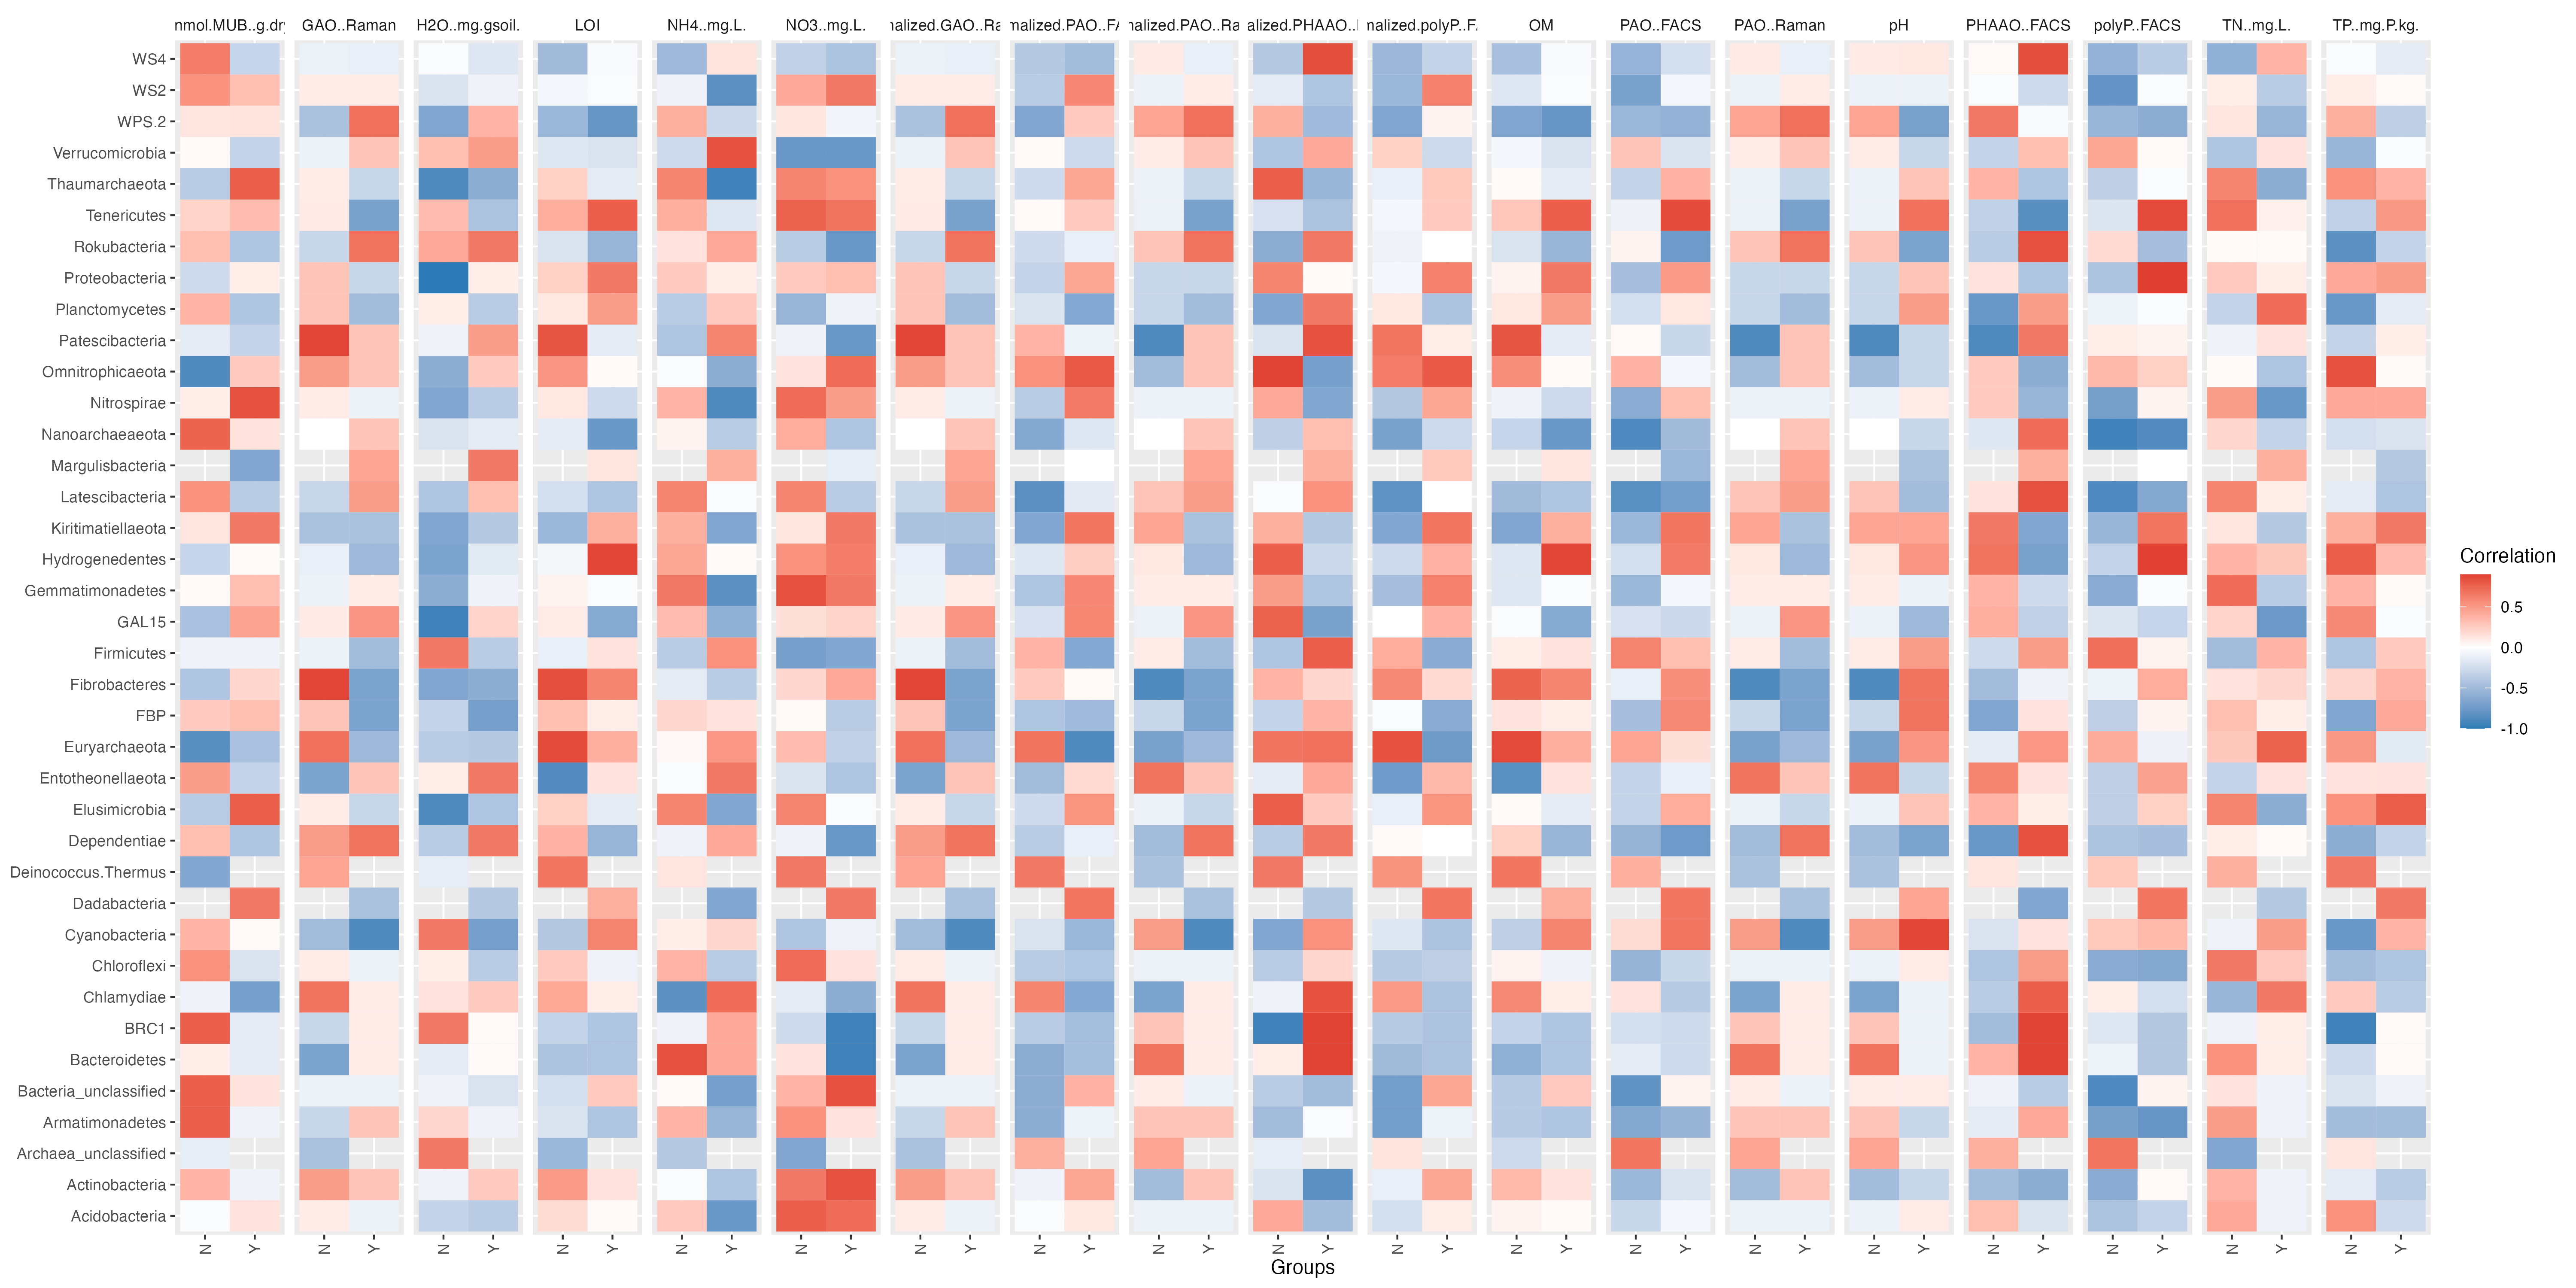 nmol.MUB..g.dr
GAO..Raman
H2O..mg.gsoil.
LOI
NH4..mg.L.
NO3..mg.L.
nalized.GAO..Ra
malized.PAO..FA
nalized.PAO..Ra
alized.PHAAO..
nalized.polyP..F
OM
PAO..FACS
PAO..Raman
pH
PHAAO..FACS
polyP..FACS
TN..mg.L.
TP..mg.P.kg.
WS4
WS2
WPS.2
Verrucomicrobia
Thaumarchaeota
Tenericutes
Rokubacteria
Proteobacteria
Planctomycetes
Patescibacteria
Omnitrophicaeota
Nitrospirae
Nanoarchaeaeota
Margulisbacteria
Latescibacteria
Kiritimatiellaeota
Hydrogenedentes
Gemmatimonadetes
GAL15
Firmicutes
Fibrobacteres
FBP
Euryarchaeota
Entotheonellaeota
Elusimicrobia
Dependentiae
Deinococcus.Thermus
Dadabacteria
Cyanobacteria
Chloroflexi
Chlamydiae
BRC1
Bacteroidetes
Bacteria_unclassified
Armatimonadetes
Archaea_unclassified
Actinobacteria
Acidobacteria
N Y N Y N Y N Y N Y N Y N Y N Y N Y N Y N Y N Y N Y N Y N Y N Y N Y N Y N Y
Groups
Correlation
0.5
0.0
-0.5
-1.0